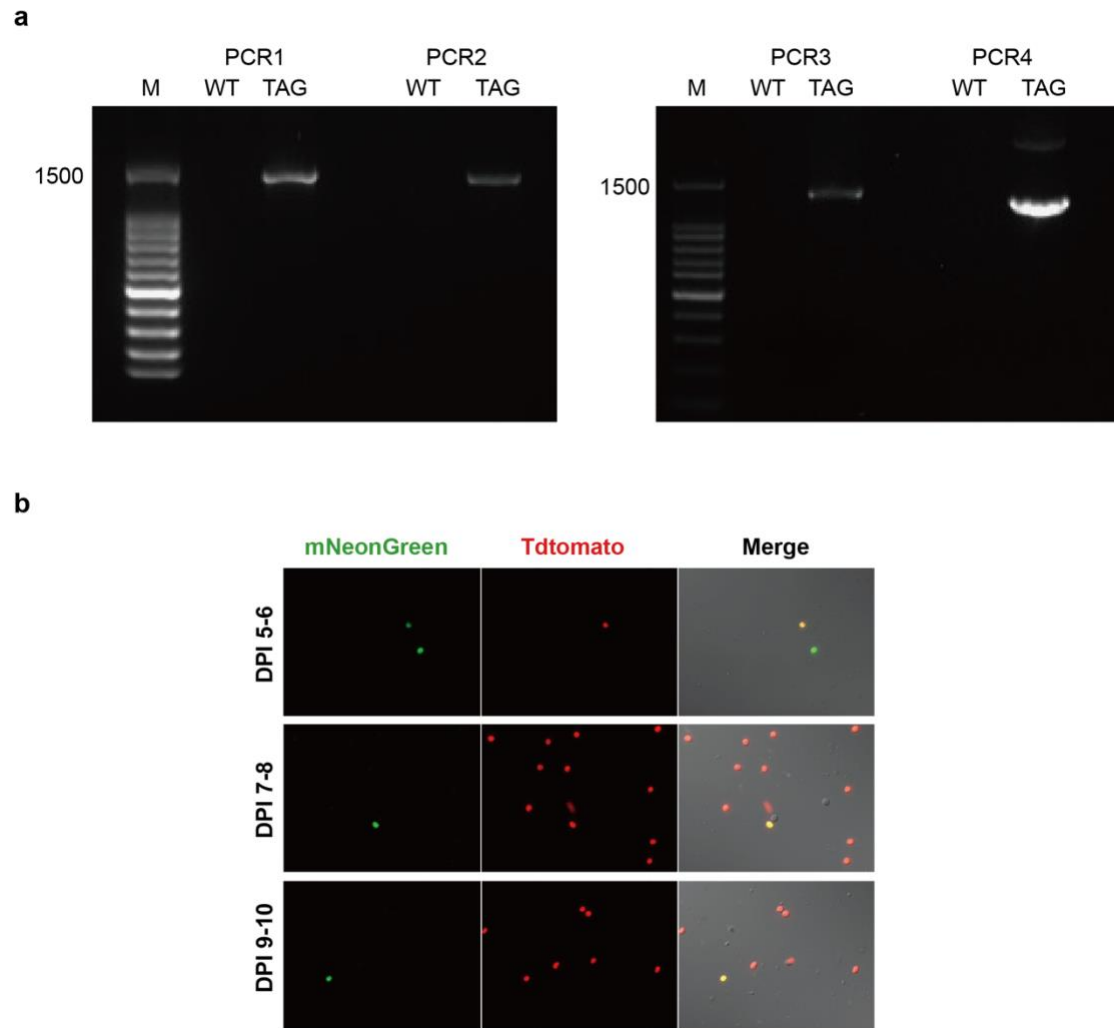 a
PCR1 PCR2 PCR3 PCR4
M WT TAG WT TAG M WT TAG WT TAG
1500 1500
b
mNeonGreen Tdtomato Merge
DPI 5-6
DPI 7-8
DPI 9-10